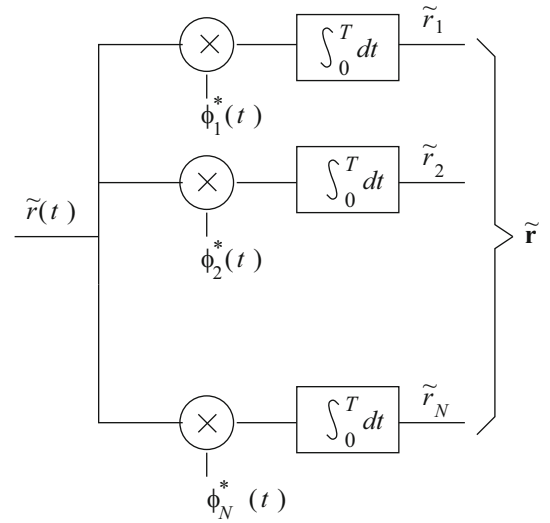 r̃₁
∫₀ᵀ dt
ϕ₁*(t)
r̃₂
∫₀ᵀ dt
r̃(t)
ϕ₂*(t)
r̃
r̃_N
∫₀ᵀ dt
ϕ_N* (t)